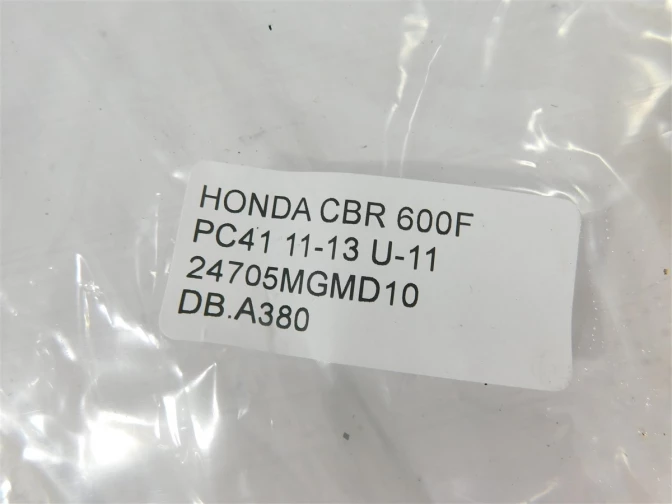 HONDA CBR 600F
PC41 11-13 U-11
24705MGMD10
DB.A380